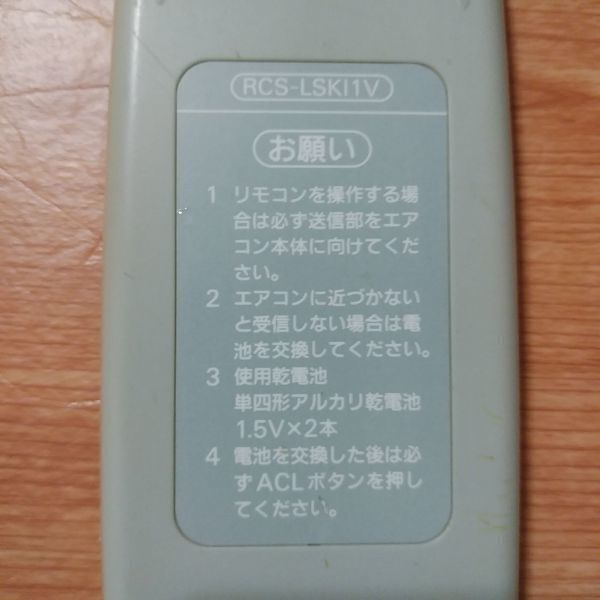 RCS-LSKI1V
お願い
1 リモコンを操作する場
合は必ず送信部をエア
コン本体に向けてくだ
さい。
2 エアコンに近づかない
と受信しない場合は電
池を交換してください。
3 使用乾電池
単四形アルカリ乾電池
1.5V×2本
4 電池を交換した後は必
ずACLボタンを押し
てください。